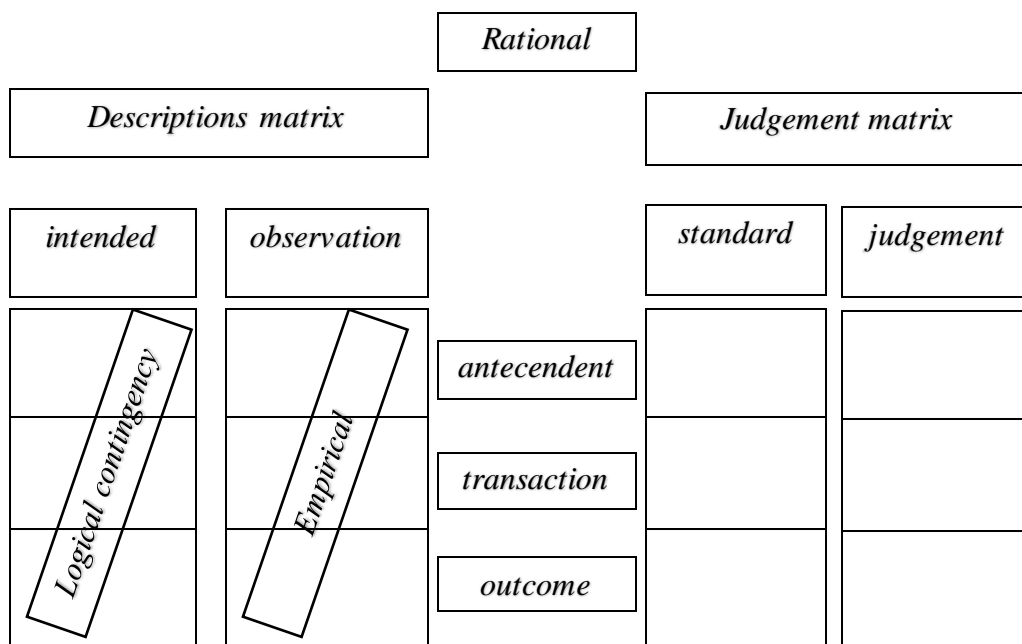 Rational
Descriptions matrix
Judgement matrix
intended
observation
standard
judgement
Logical contingency
Empirical
antecendent
transaction
outcome